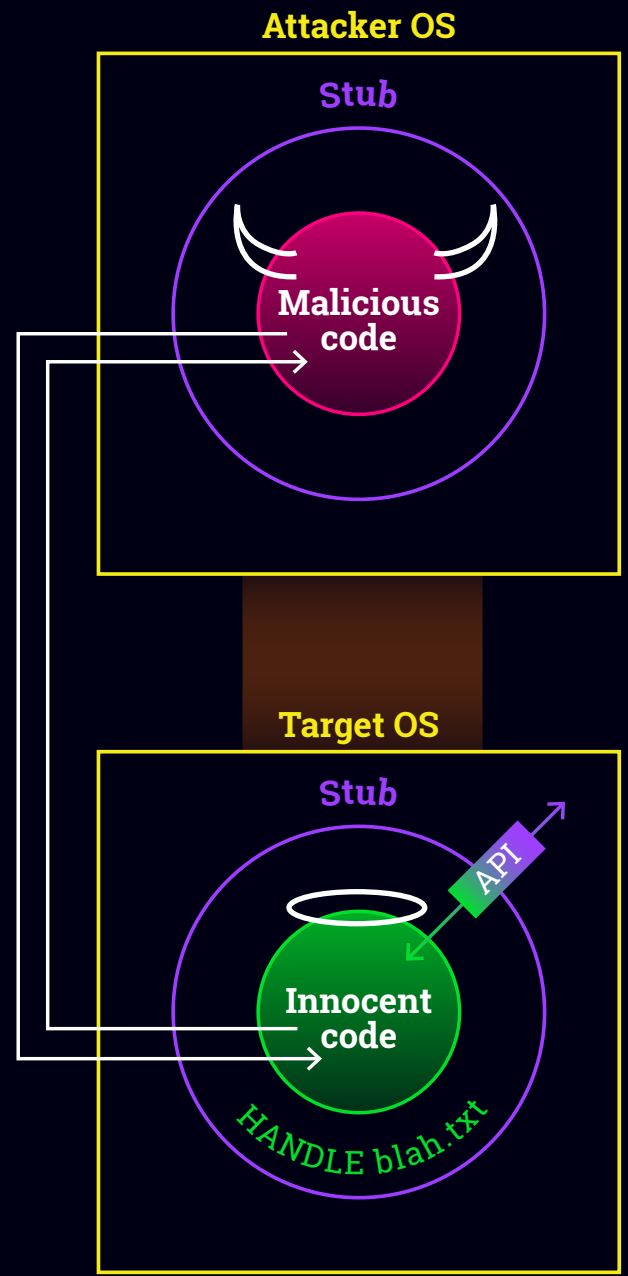 Attacker OS
Stub
Malicious
code
Target OS
Stub
API
Innocent
code
HANDLE blah.txt